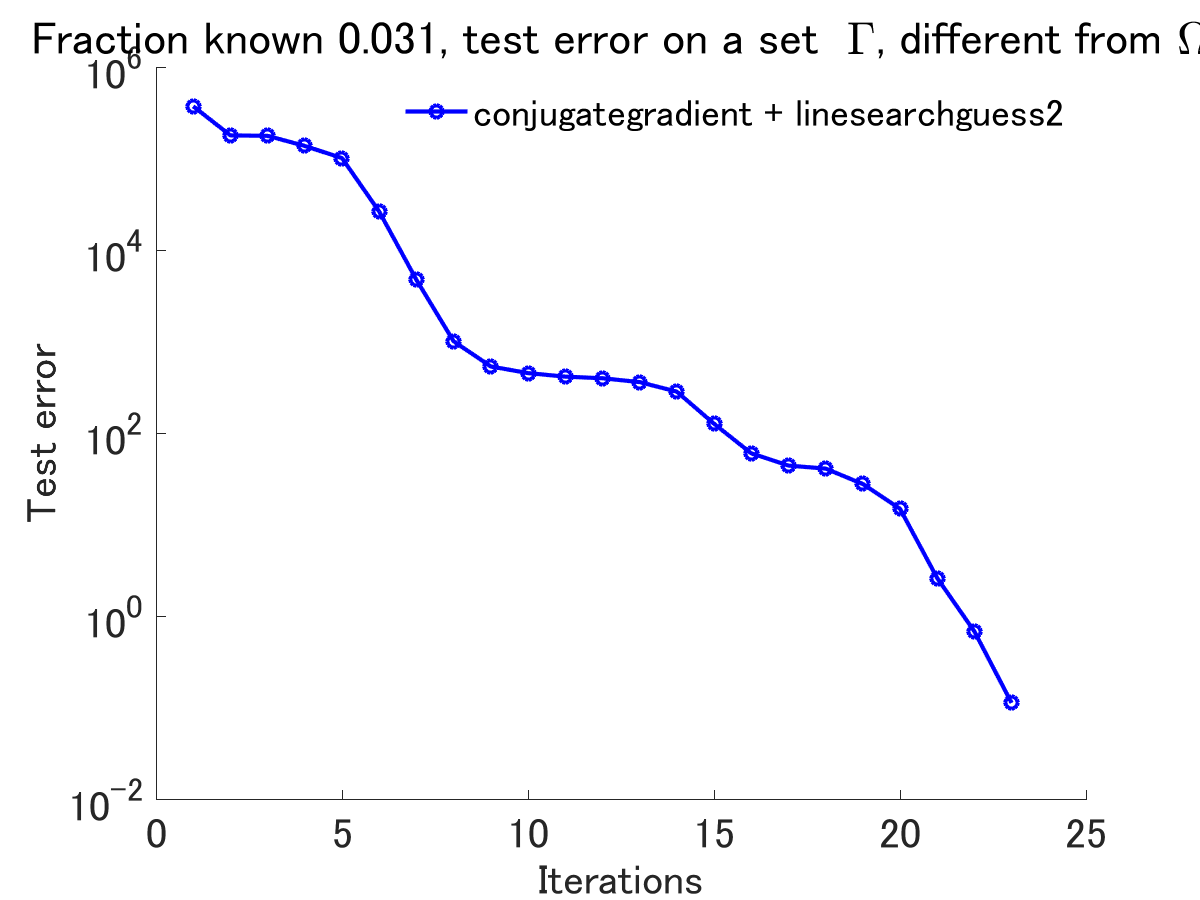 Fraction known 0.031, test error on a set Γ, different from Ω
10^6
conjugategradient + linesearchguess2
10^4
10^2
10^0
10^−2
Test error
0 5 10 15 20 25
Iterations